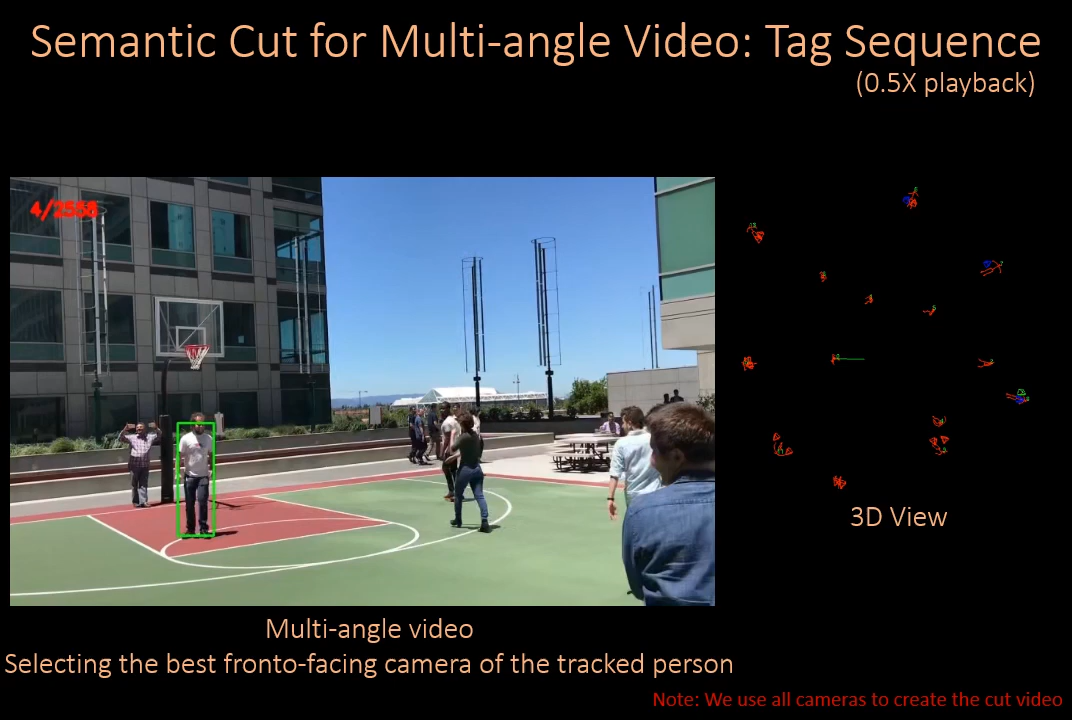 Semantic Cut for Multi-angle Video: Tag Sequence
(0.5X playback)
4/2558
3D View
Multi-angle video
Selecting the best fronto-facing camera of the tracked person
Note: We use all cameras to create the cut video